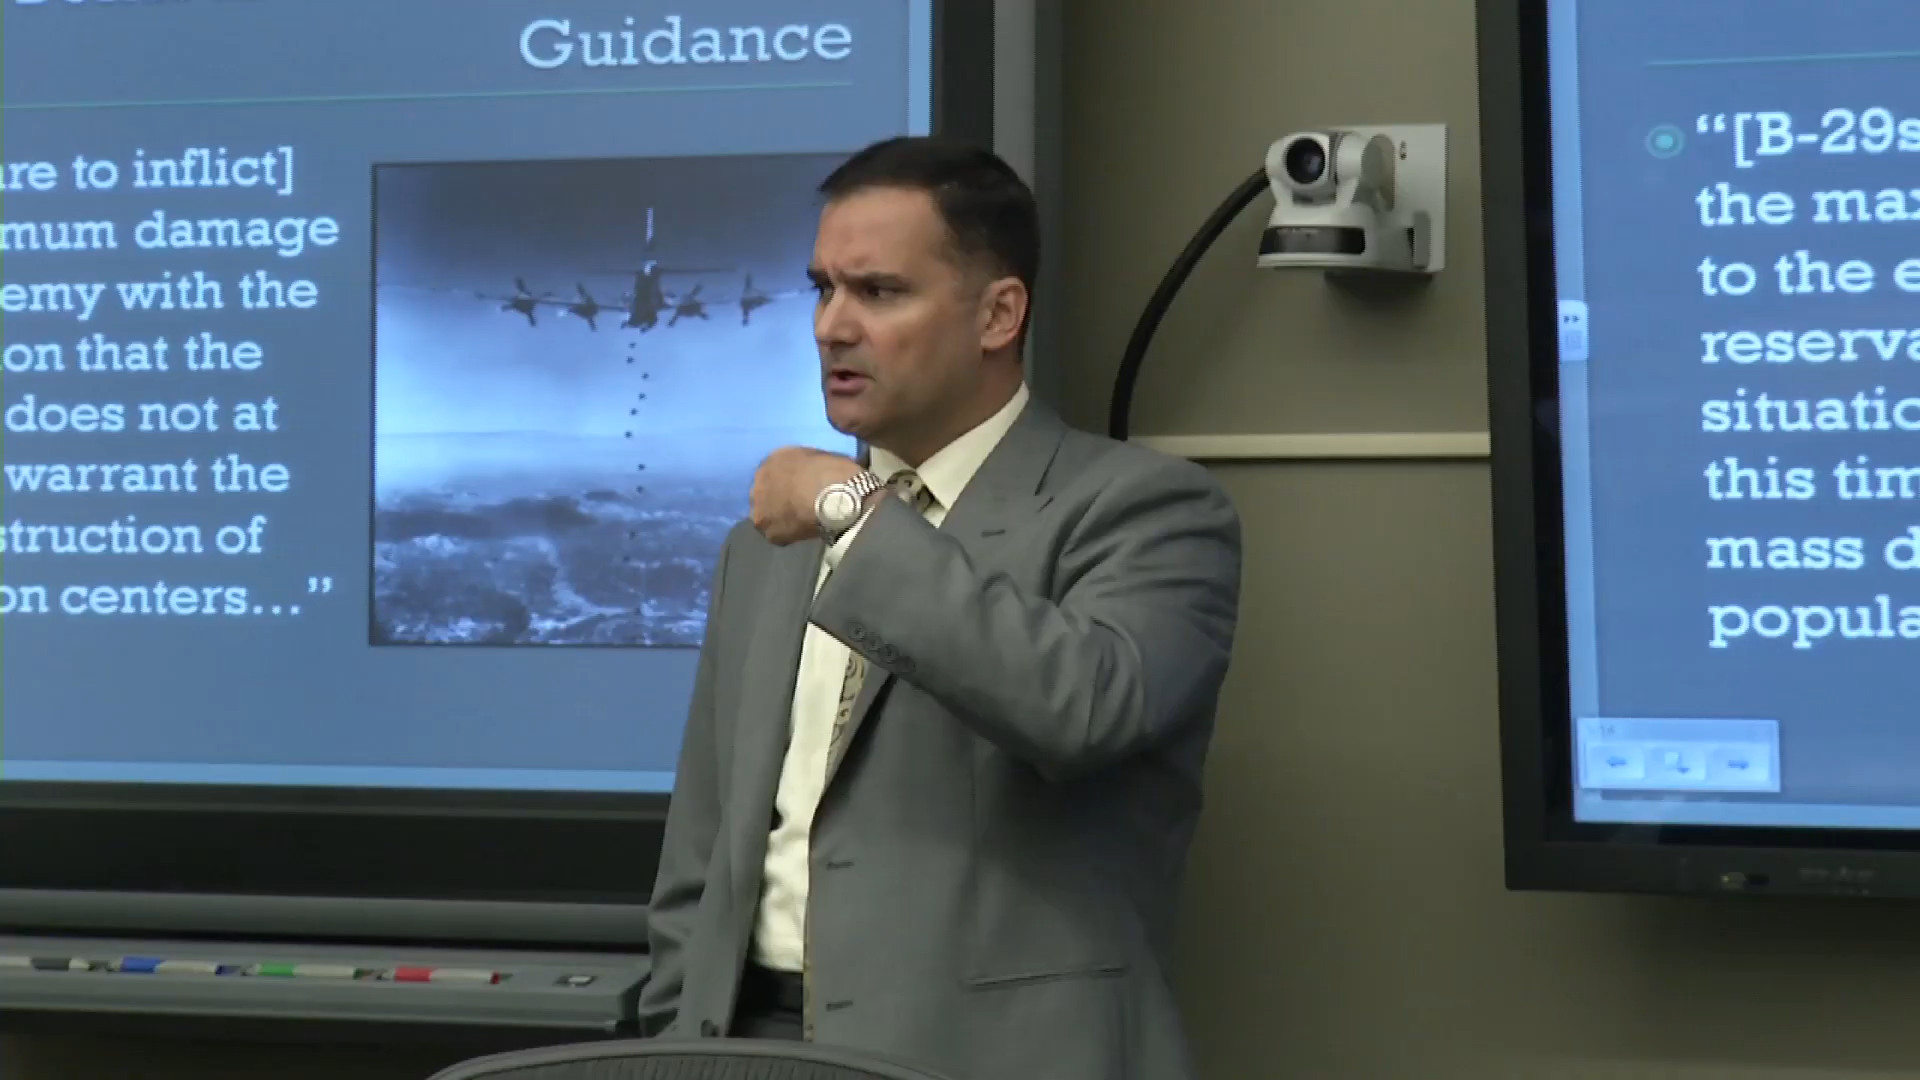 Guidance
are to inflict]
mum damage
emy with the
on that the
does not at
warrant the
struction of
on centers…”
“[B-29s
the max
to the e
reserva
situatio
this tim
mass d
popula